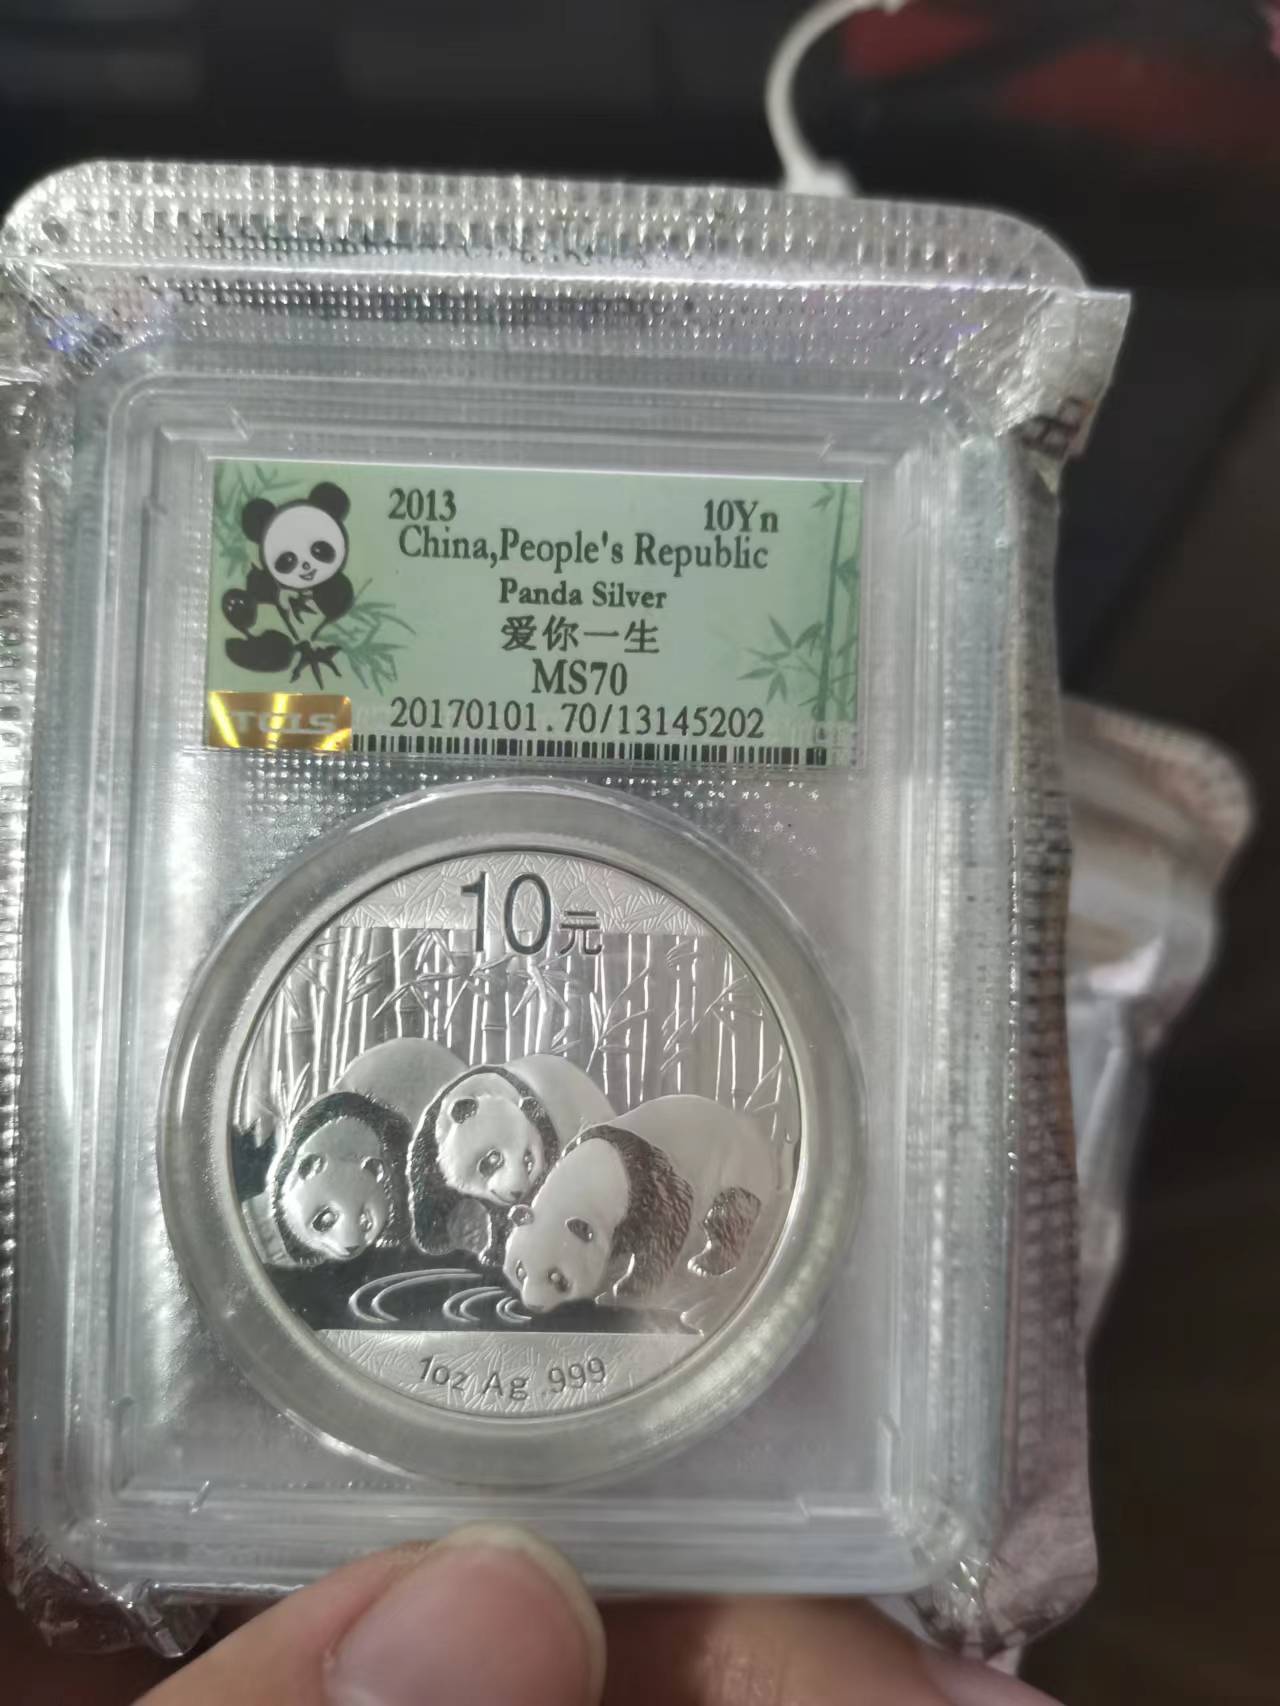 2013 10Yn
China,People's Republic
Panda Silver
爱你一生
MS70
TCIS
20170101.70/13145202
10元
1oz Ag .999